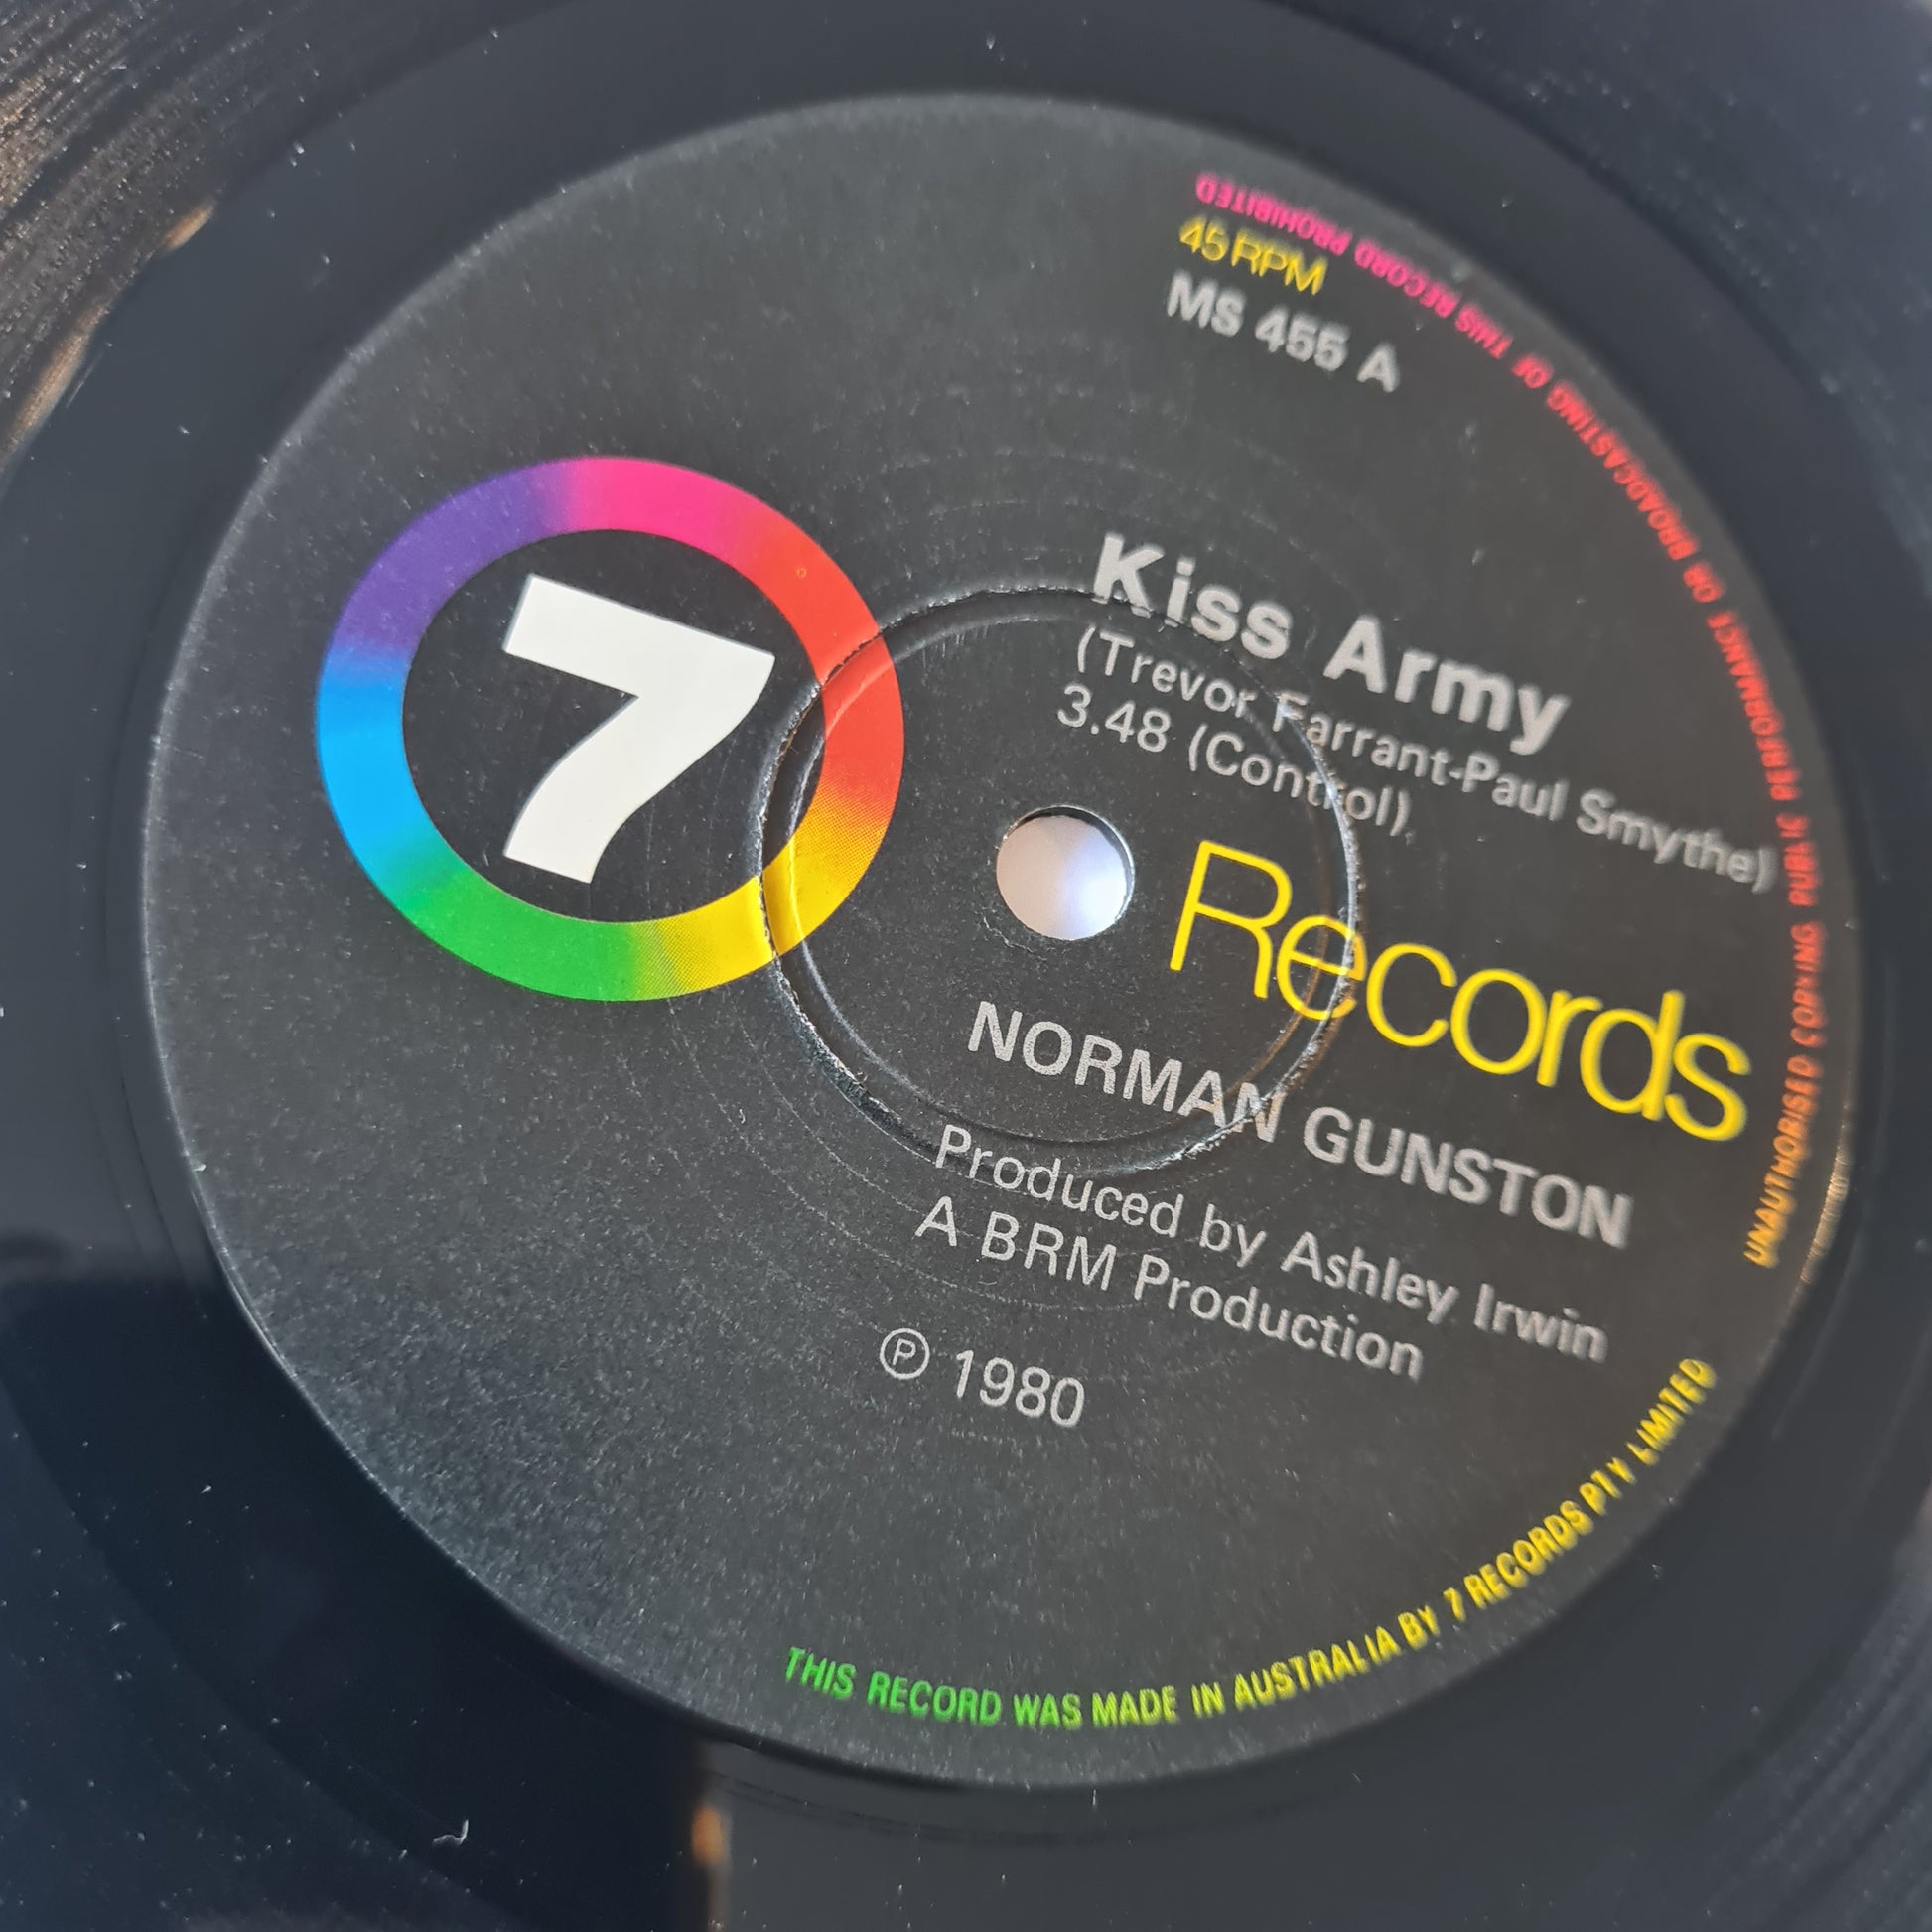 45 RPM
MS 455 A
7
Kiss Army
(Trevor Farrant-Paul Smythe)
3.48 (Control)
Records
NORMAN GUNSTON
Produced by Ashley Irwin
A BRM Production
℗ 1980
THIS RECORD WAS MADE IN AUSTRALIA BY 7 RECORDS PTY LIMITED
UNAUTHORISED COPYING PUBLIC PERFORMANCE OR BROADCASTING OF THIS RECORD PROHIBITED